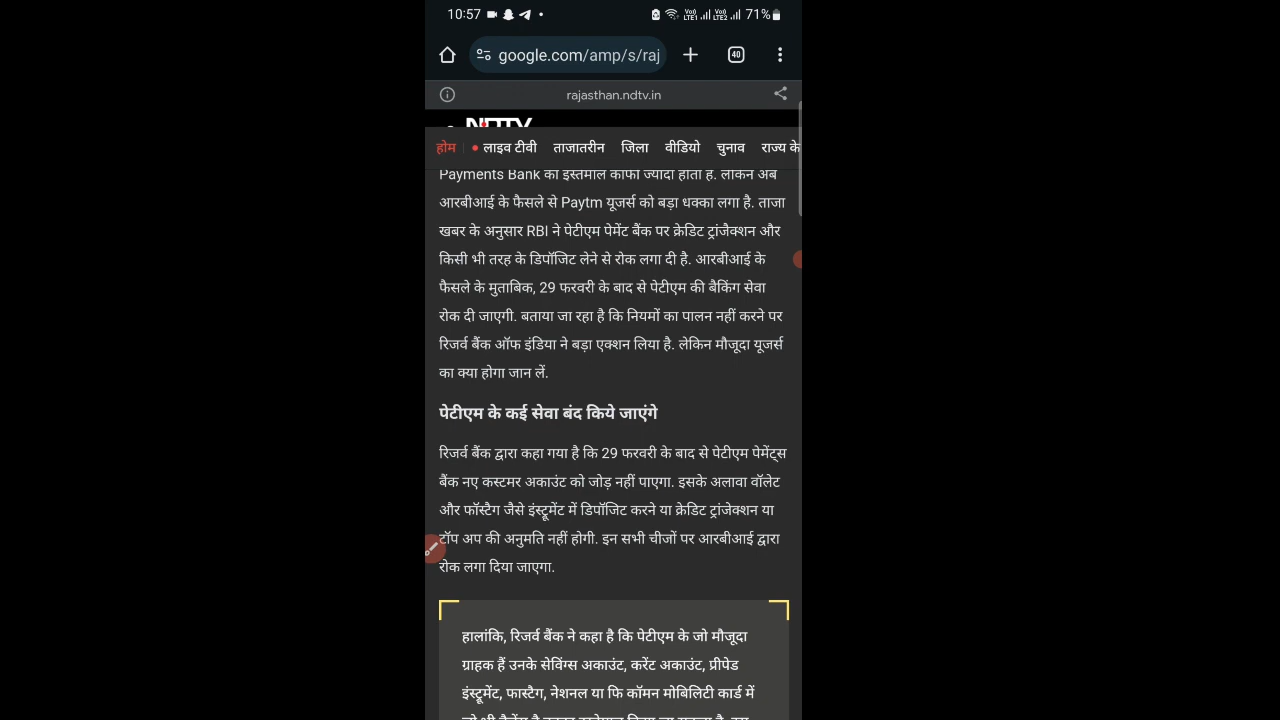 10:57
71%
google.com/amp/s/raj
40
rajasthan.ndtv.in
NDTV
होम लाइव टीवी ताजातरीन जिला वीडियो चुनाव राज्य के
Payments Bank का इस्तेमाल काफी ज्यादा होता है. लेकिन अब
आरबीआई के फैसले से Paytm यूजर्स को बड़ा धक्का लगा है. ताजा
खबर के अनुसार RBI ने पेटीएम पेमेंट बैंक पर क्रेडिट ट्रांजैक्शन और
किसी भी तरह के डिपॉजिट लेने से रोक लगा दी है. आरबीआई के
फैसले के मुताबिक, 29 फरवरी के बाद से पेटीएम की बैकिंग सेवा
रोक दी जाएगी. बताया जा रहा है कि नियमों का पालन नहीं करने पर
रिजर्व बैंक ऑफ इंडिया ने बड़ा एक्शन लिया है. लेकिन मौजूदा यूजर्स
का क्या होगा जान लें.
पेटीएम के कई सेवा बंद किये जाएंगे
रिजर्व बैंक द्वारा कहा गया है कि 29 फरवरी के बाद से पेटीएम पेमेंट्स
बैंक नए कस्टमर अकाउंट को जोड़ नहीं पाएगा. इसके अलावा वॉलेट
और फॉस्टैग जैसे इंस्ट्रूमेंट में डिपॉजिट करने या क्रेडिट ट्रांजेक्शन या
टॉप अप की अनुमति नहीं होगी. इन सभी चीजों पर आरबीआई द्वारा
रोक लगा दिया जाएगा.
हालांकि, रिजर्व बैंक ने कहा है कि पेटीएम के जो मौजूदा
ग्राहक हैं उनके सेविंग्स अकाउंट, करेंट अकाउंट, प्रीपेड
इंस्ट्रूमेंट, फास्टैग, नेशनल या फि कॉमन मोबिलिटी कार्ड में